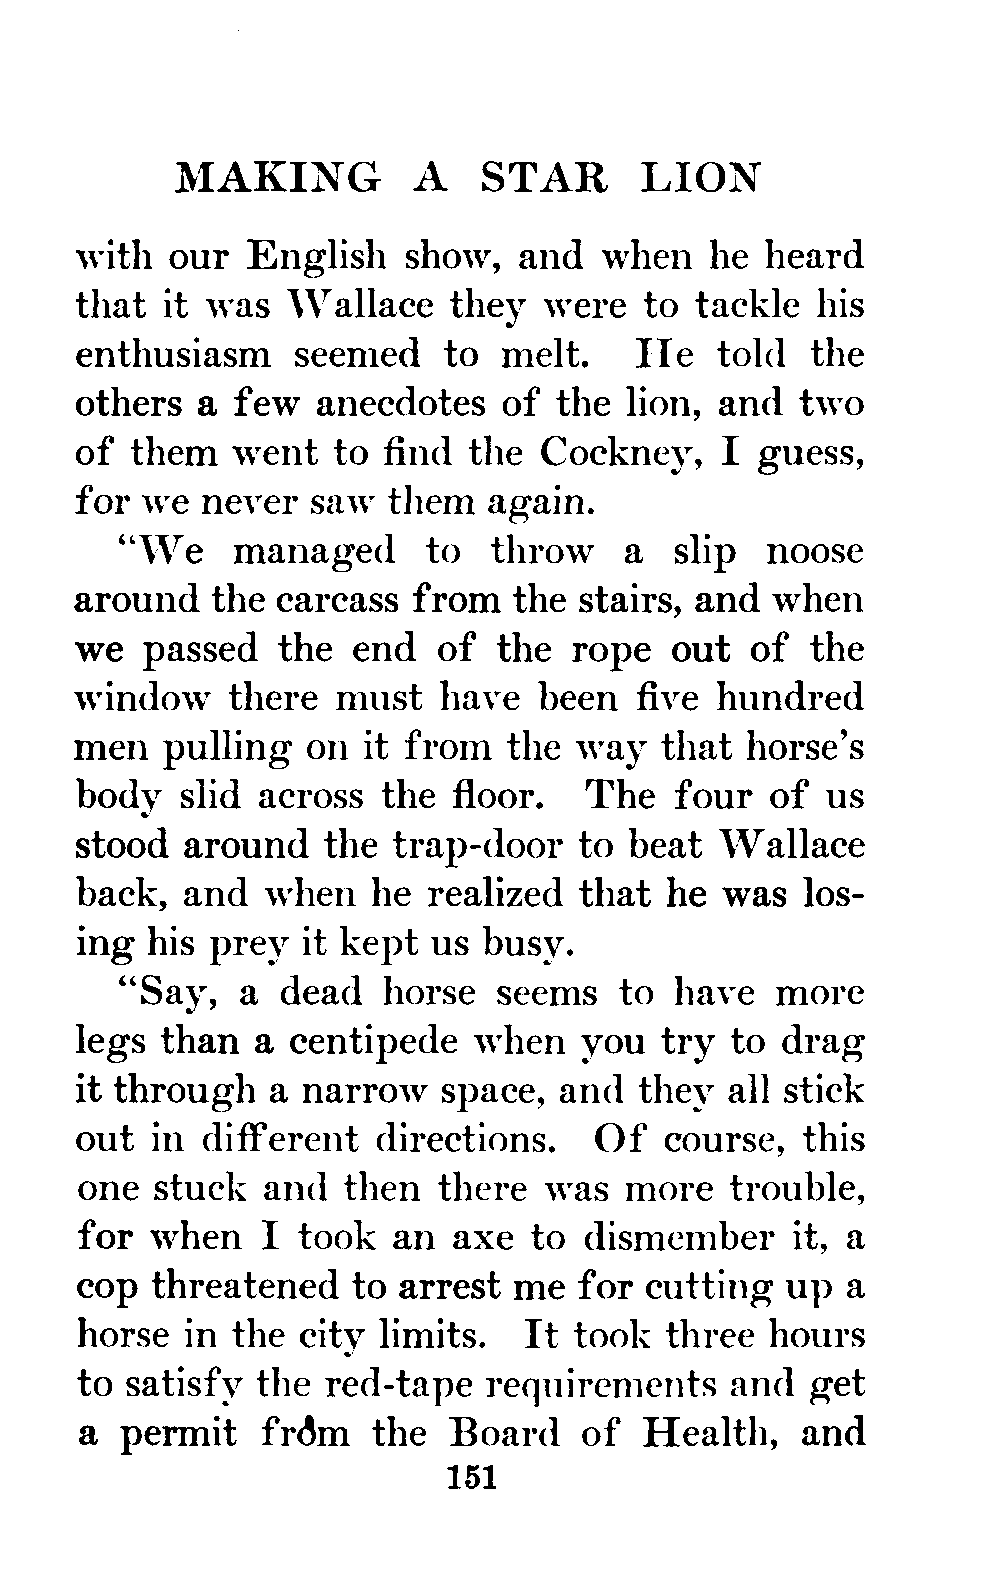 MAKING A STAR LION
with our English show, and when he heard
that it was Wallace they were to tackle his
enthusiasm seemed to melt. He told the
others a few anecdotes of the lion, and two
of them went to find the Cockney, I guess,
for we never saw them again.
"We managed to throw a slip noose
around the carcass from the stairs, and when
we passed the end of the rope out of the
window there must have been five hundred
men pulling on it from the way that horse's
body slid across the floor. The four of us
stood around the trap-door to beat Wallace
back, and when he realized that he was los-
ing his prey it kept us busy.
"Say, a dead horse seems to have more
legs than a centipede when you try to drag
it through a narrow space, and they all stick
out in different directions. Of course, this
one stuck and then there was more trouble,
for when I took an axe to dismember it, a
cop threatened to arrest me for cutting up a
horse in the city limits. It took three hours
to satisfy the red-tape requirements and get
a permit from the Board of Health, and
151